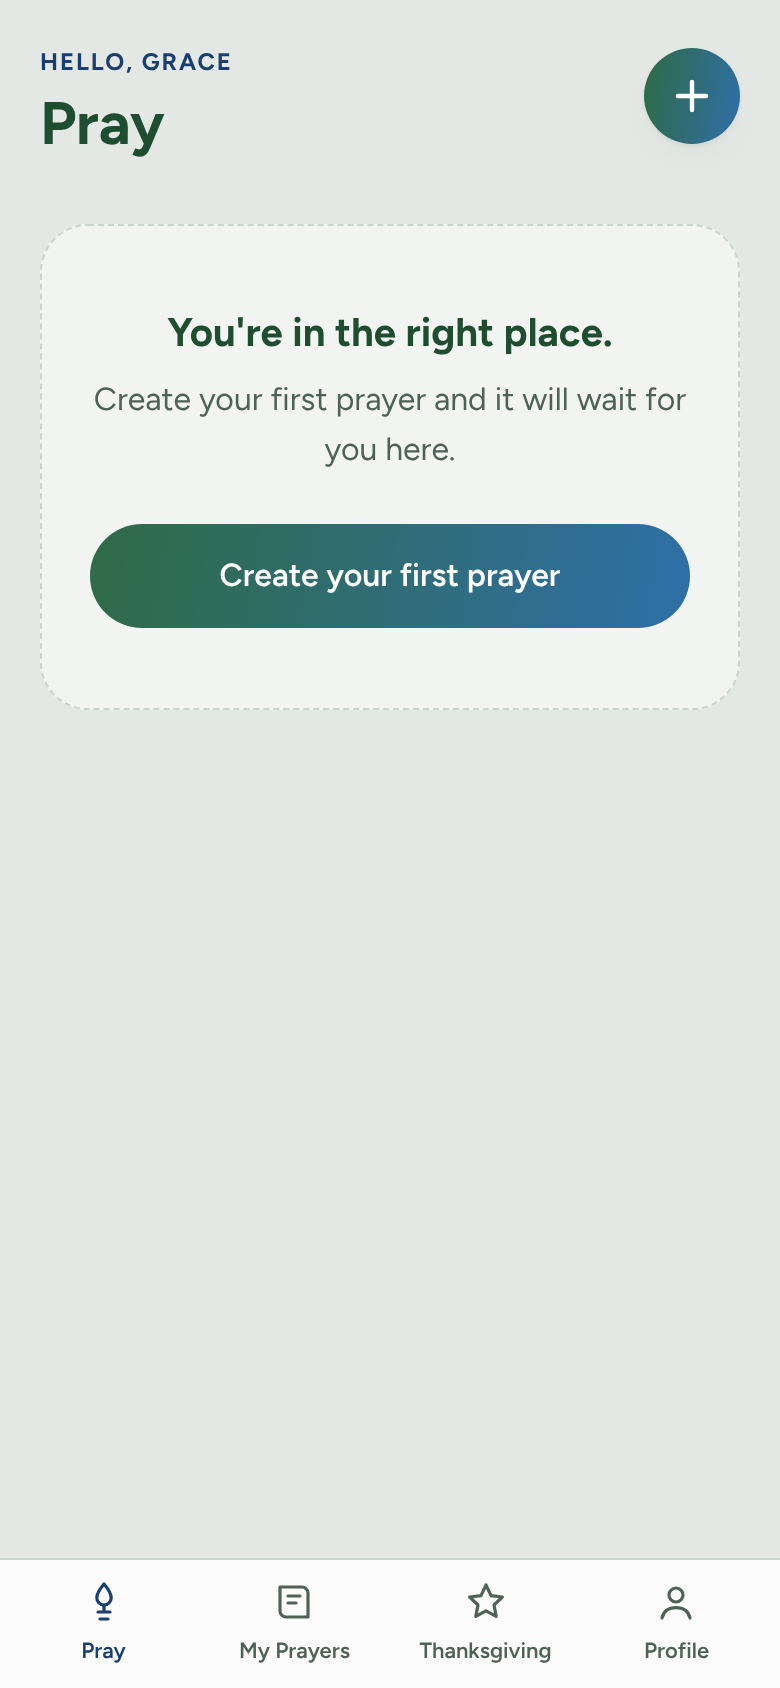 HELLO, GRACE
Pray
You're in the right place.
Create your first prayer and it will wait for
you here.
Create your first prayer
Pray
My Prayers
Thanksgiving
Profile